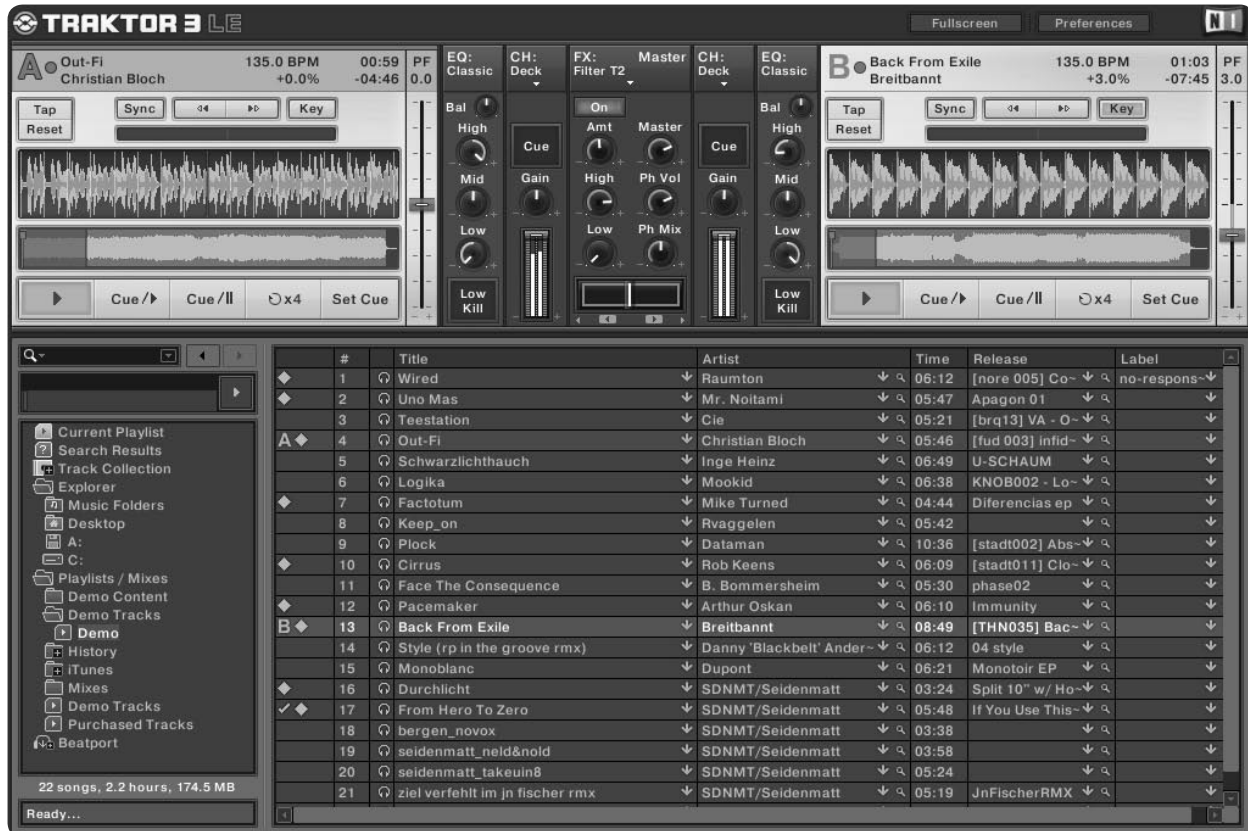 TRAKTOR 3 LE
Fullscreen Preferences NI
A Out-Fi 135.0 BPM 00:59 PF
Christian Bloch +0.0% -04:46 0.0
Tap Sync Key
Reset
Cue/ Cue/II x4 Set Cue
EQ: Classic
CH: Deck
FX: Filter T2 Master
CH: Deck
EQ: Classic
Bal On Bal
High Amt Master High
Cue Cue
Mid Gain High Ph Vol Gain Mid
Low Low Ph Mix Low
Low Kill Low Kill
B Back From Exile 135.0 BPM 01:03 PF
Breitbannt +3.0% -07:45 3.0
Tap Sync Key
Reset
Cue/ Cue/II x4 Set Cue
Current Playlist
Search Results
Track Collection
Explorer
Music Folders
Desktop
A:
C:
Playlists / Mixes
Demo Content
Demo Tracks
Demo
History
iTunes
Mixes
Demo Tracks
Purchased Tracks
Beatport
22 songs, 2.2 hours, 174.5 MB
Ready...
# Title Artist Time Release Label
1 Wired Raumton 06:12 [nore 005] Co~ no-respons~
2 Uno Mas Mr. Noitami 05:47 Apagon 01
3 Teestation Cie 05:21 [brq13] VA - O~
A 4 Out-Fi Christian Bloch 05:46 [fud 003] infid~
5 Schwarzlichthauch Inge Heinz 06:49 U-SCHAUM
6 Logika Mookid 06:38 KNOB002 - Lo~
7 Factotum Mike Turned 04:44 Diferencias ep
8 Keep_on Rvaggelen 05:42
9 Plock Dataman 10:36 [stadt002] Abs~
10 Cirrus Rob Keens 06:09 [stadt011] Clo~
11 Face The Consequence B. Bommersheim 05:30 phase02
12 Pacemaker Arthur Oskan 06:10 Immunity
B 13 Back From Exile Breitbannt 08:49 [THN035] Bac~
14 Style (rp in the groove rmx) Danny 'Blackbelt' Ander~ 06:12 04 style
15 Monoblanc Dupont 06:21 Monotoir EP
16 Durchlicht SDNMT/Seidenmatt 03:24 Split 10" w/ Ho~
17 From Hero To Zero SDNMT/Seidenmatt 05:48 If You Use This~
18 bergen_novox SDNMT/Seidenmatt 03:38
19 seidenmatt_neld&nold SDNMT/Seidenmatt 03:58
20 seidenmatt_takeuin8 SDNMT/Seidenmatt 05:24
21 ziel verfehlt im jn fischer rmx SDNMT/Seidenmatt 05:19 JnFischerRMX